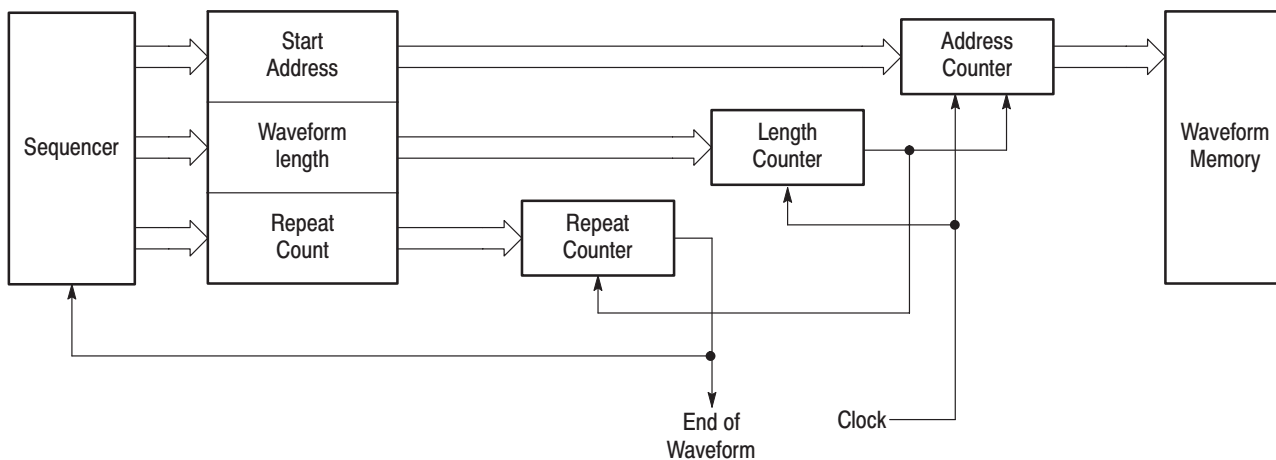 Sequencer
Start
Address
Waveform
length
Repeat
Count
Repeat
Counter
Length
Counter
Address
Counter
Waveform
Memory
End of
Waveform
Clock